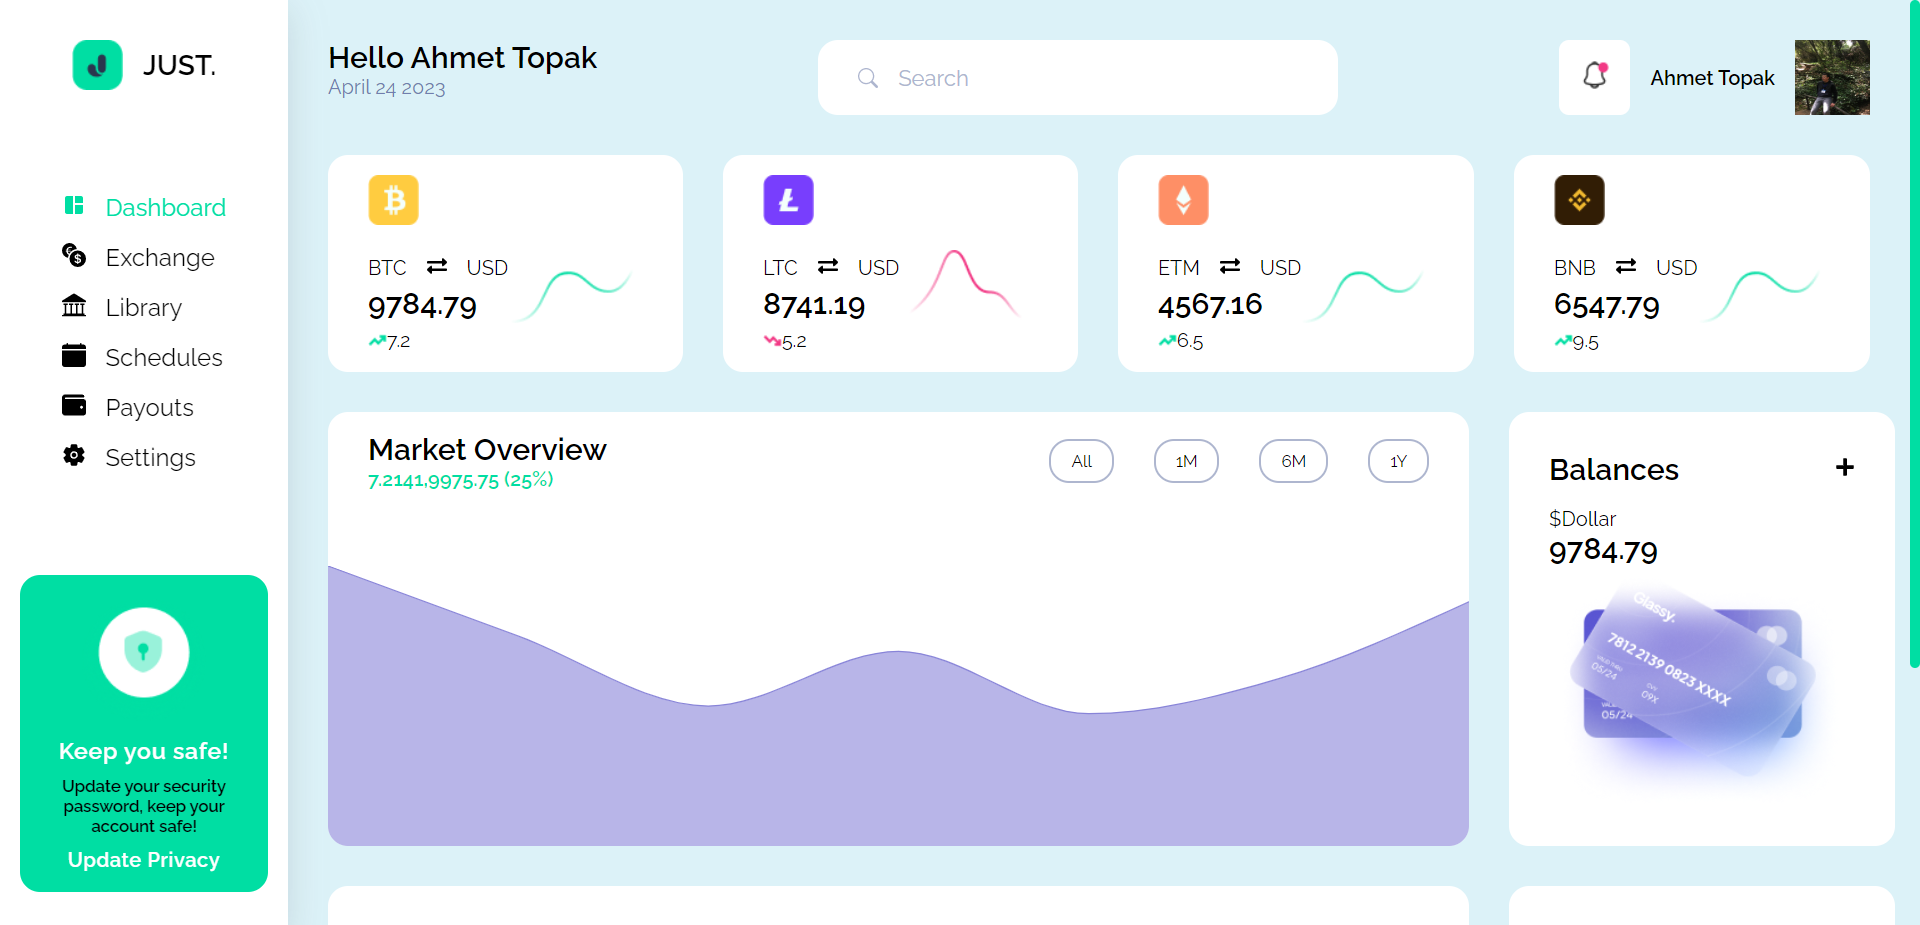 JUST.
Dashboard
Exchange
Library
Schedules
Payouts
Settings
Keep you safe!
Update your security
password, keep your
account safe!
Update Privacy
Hello Ahmet Topak
April 24 2023
Search
Ahmet Topak
BTC USD
9784.79
7.2
LTC USD
8741.19
5.2
ETM USD
4567.16
6.5
BNB USD
6547.79
9.5
Market Overview
7.2141,9975.75 (25%)
All
1M
6M
1Y
Balances
$Dollar
9784.79
Glassy.
7812 2139 0823 XXXX
05/24
09X
05/24